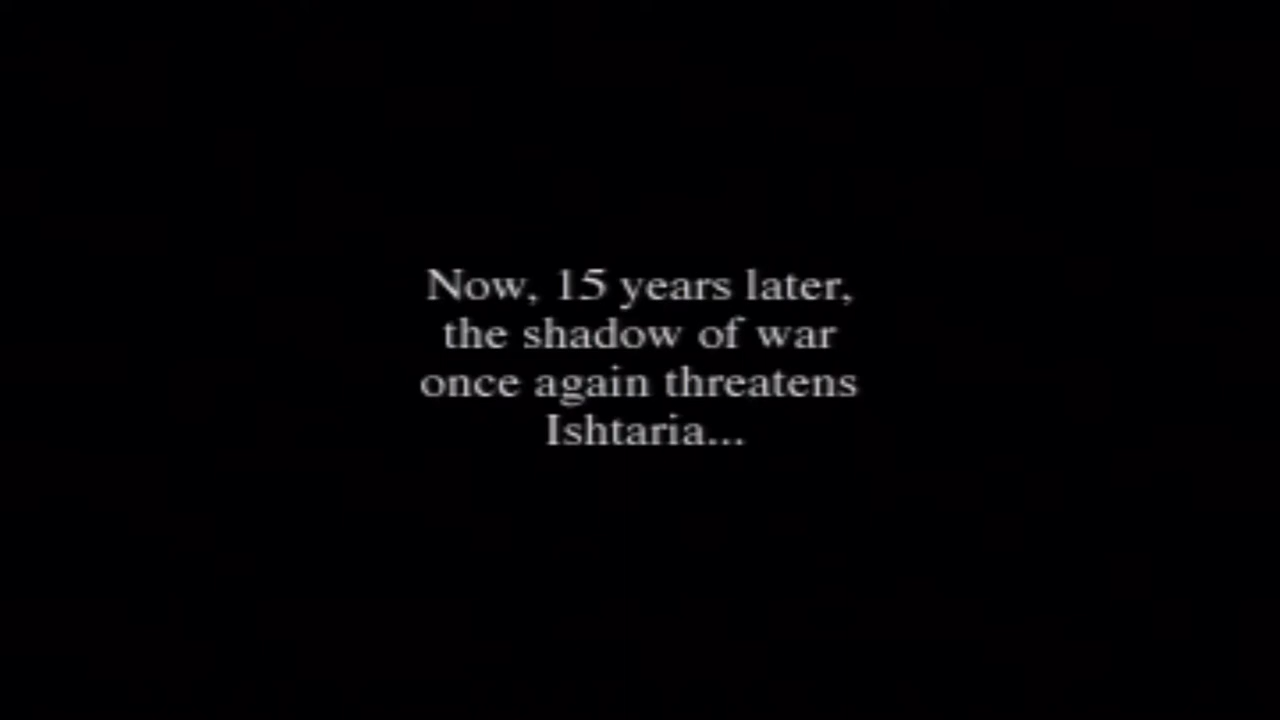 Now, 15 years later,
the shadow of war
once again threatens
Ishtaria...